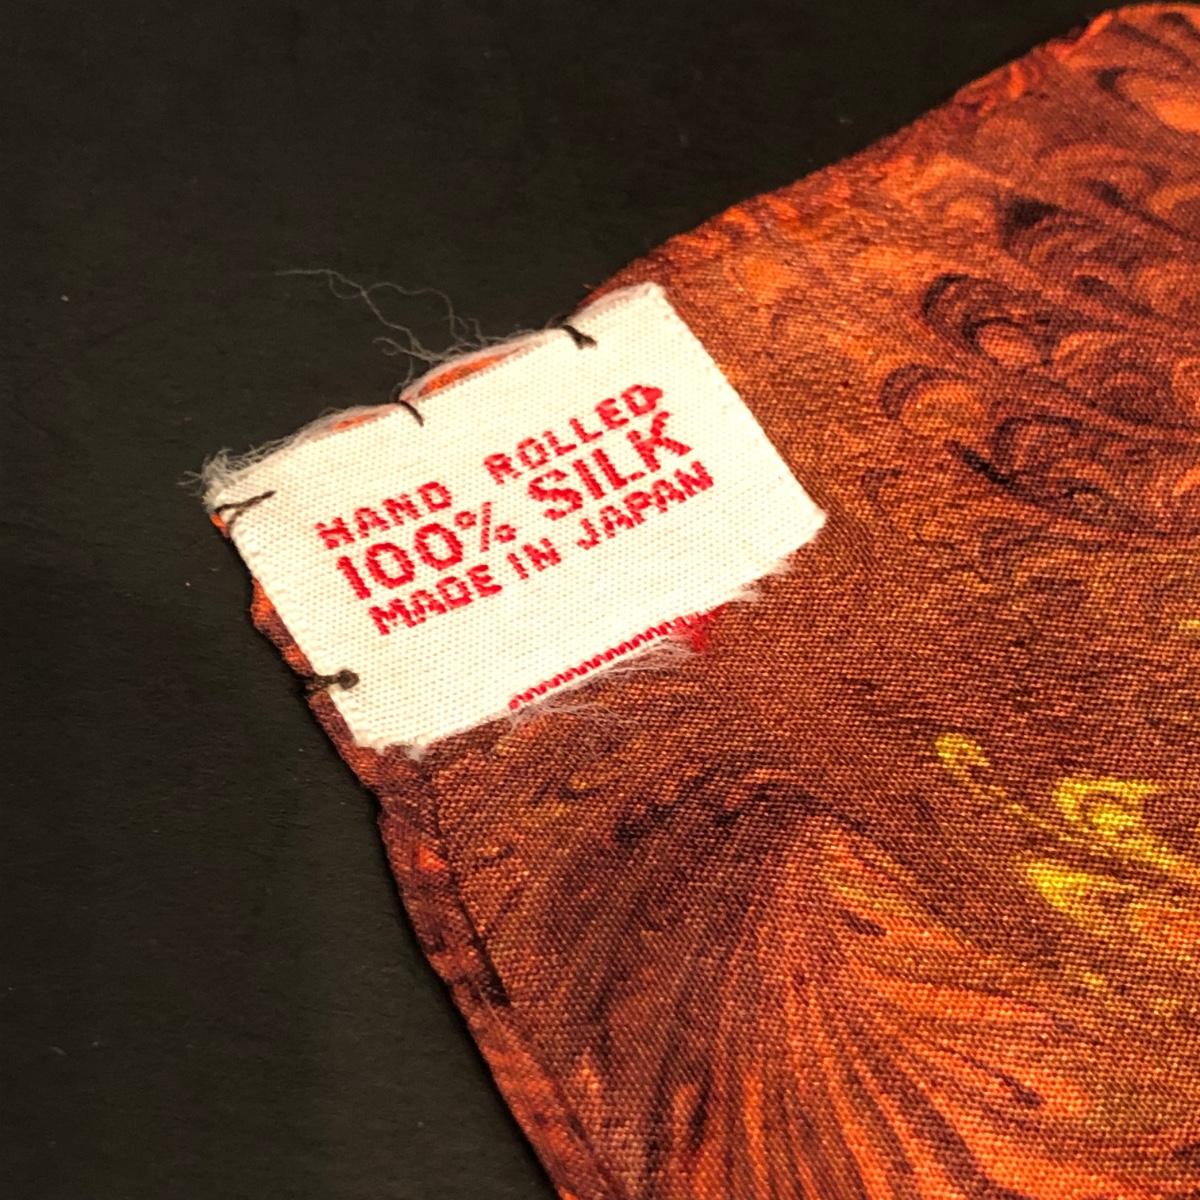 HAND ROLLED
100% SILK
MADE IN JAPAN